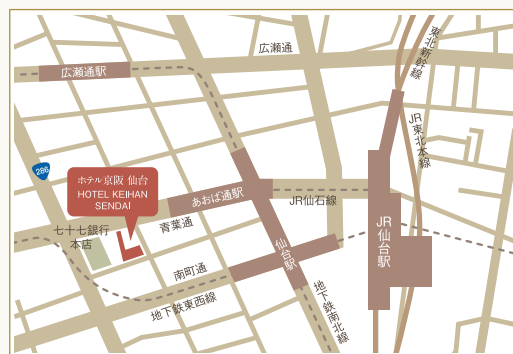 広瀬通
東北新幹線
広瀬通駅
JR東北本線
286
ホテル京阪 仙台
HOTEL KEIHAN
SENDAI
あおば通駅
JR仙石線
七十七銀行
本店
青葉通
JR仙台駅
仙台駅
南町通
地下鉄東西線
地下鉄南北線